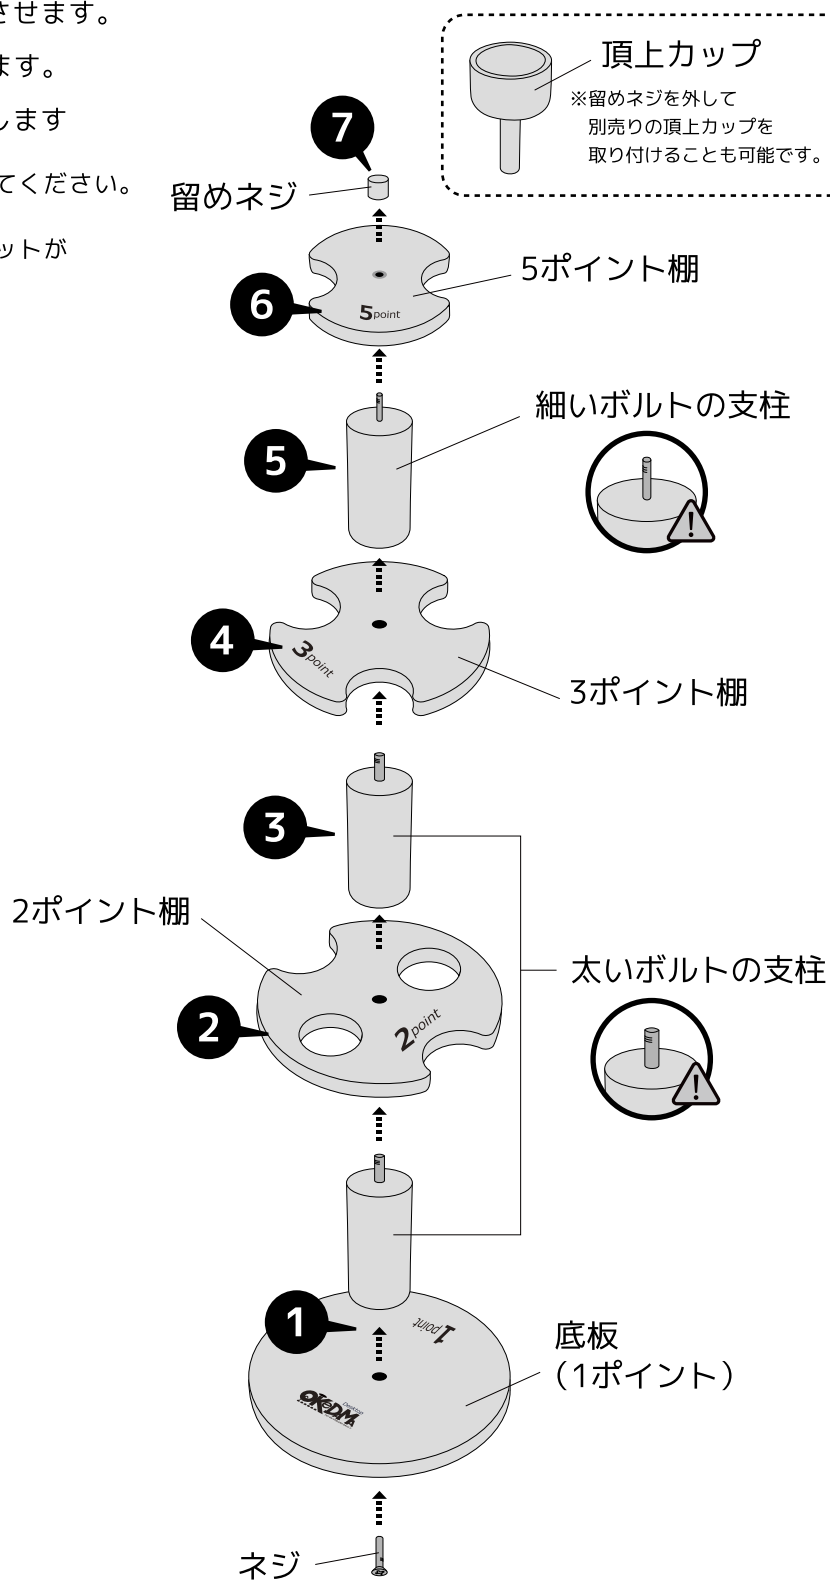 させます。
ます。
します
てください。
ットが
頂上カップ
※留めネジを外して
別売りの頂上カップを
取り付けることも可能です。
7
留めネジ
5ポイント棚
6
5point
細いボルトの支柱
5
!
4
3point
3ポイント棚
3
2ポイント棚
太いボルトの支柱
2
2point
!
1
1point
底板
（1ポイント）
Desktop
OKEDMA
ネジ